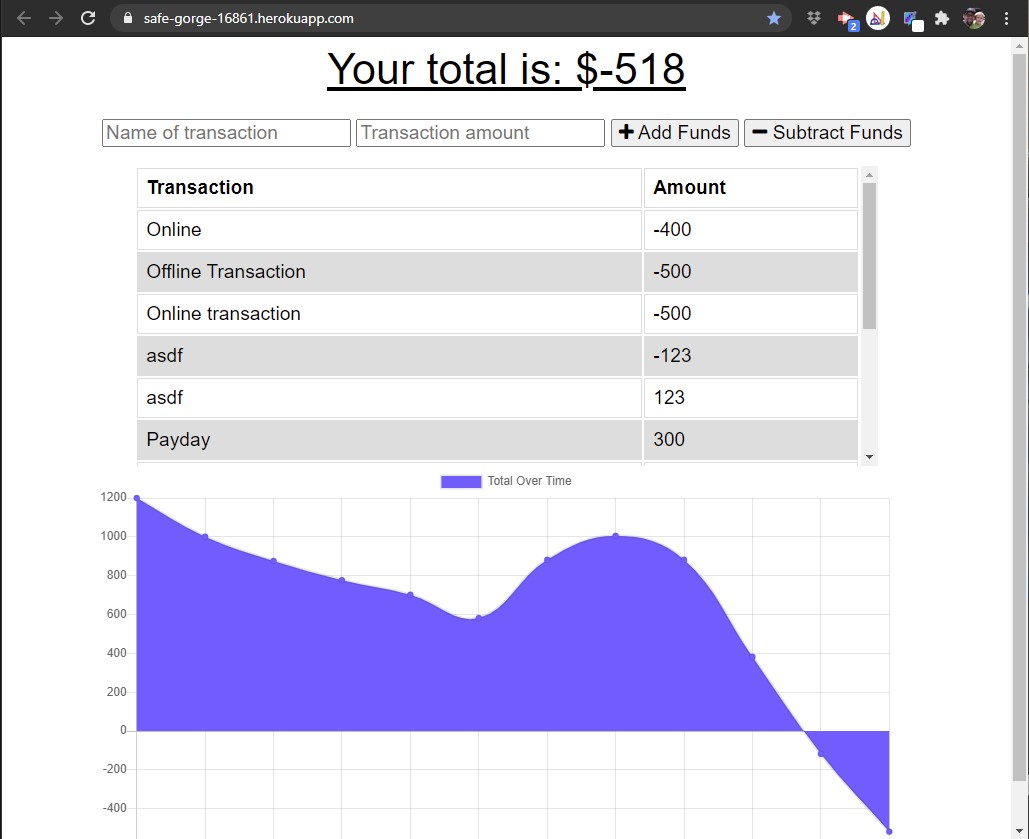 safe-gorge-16861.herokuapp.com
2
Your total is: $-518
Name of transaction Transaction amount Add Funds Subtract Funds
Transaction Amount
Online -400
Offline Transaction -500
Online transaction -500
asdf -123
asdf 123
Payday 300
Total Over Time
1200
1000
800
600
400
200
0
-200
-400